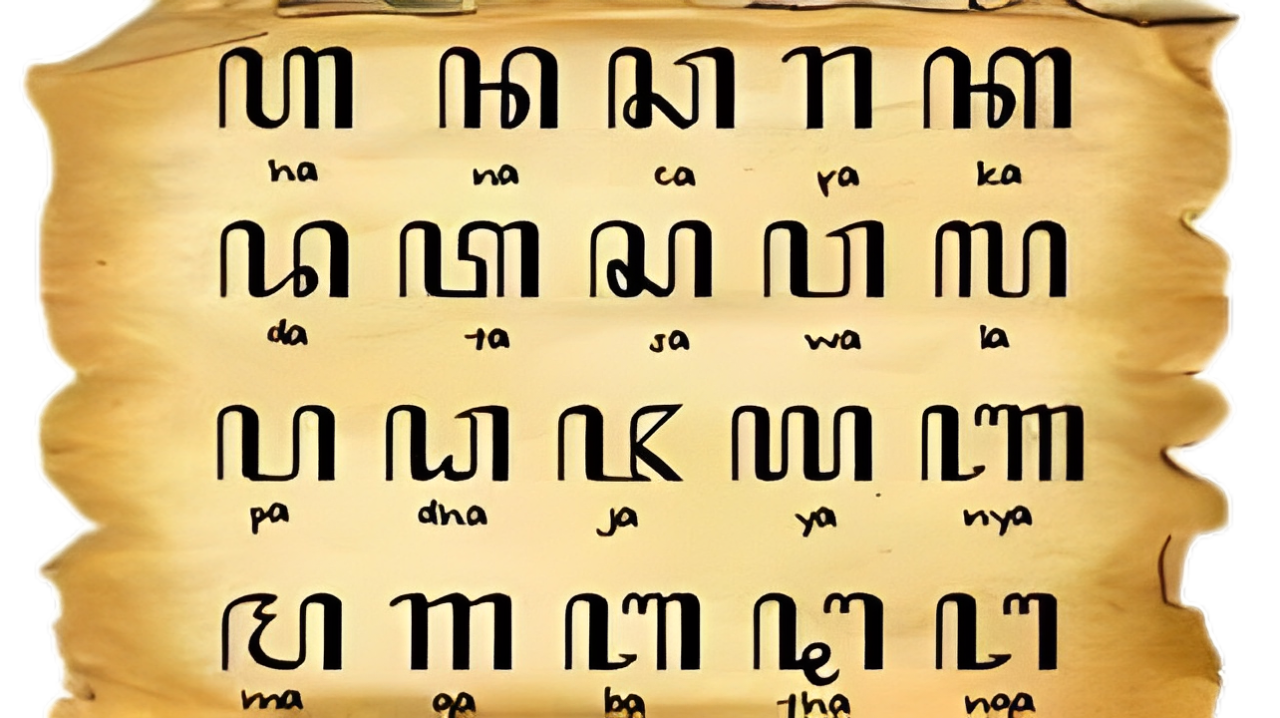 ꦲ ꦤ ꦕ ꦫ ꦏ
ha na ca ra ka
ꦢ ꦠ ꦱ ꦮ ꦭ
da ta sa wa la
ꦥ ꦝ ꦗ ꦪ ꦚ
pa dha ja ya nya
ꦩ ꦒ ꦧ ꦛ ꦔ
ma ga ba tha nga